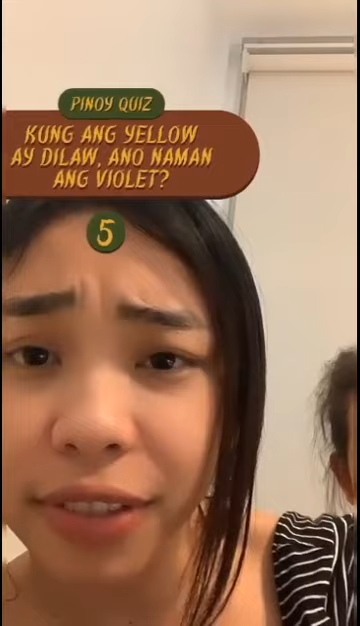 PINOY QUIZ
KUNG ANG YELLOW
AY DILAW, ANO NAMAN
ANG VIOLET?
5